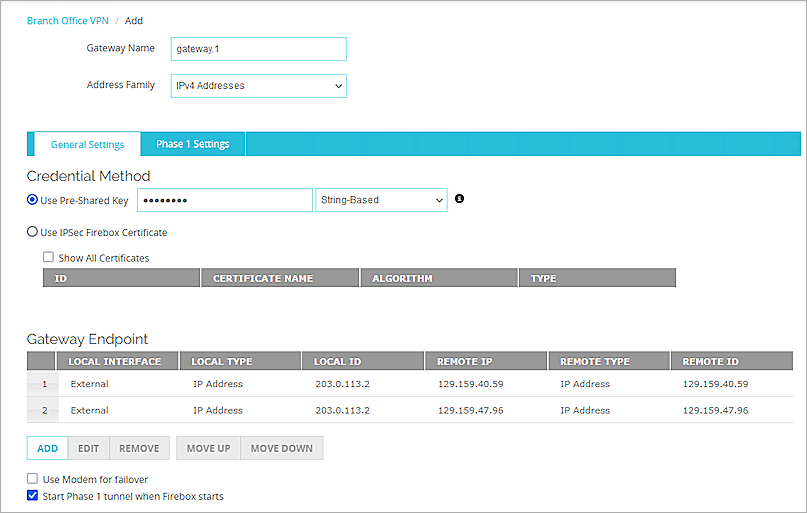 Branch Office VPN / Add
Gateway Name gateway.1
Address Family IPv4 Addresses
General Settings Phase 1 Settings
Credential Method
Use Pre-Shared Key •••••••• String-Based
Use IPSec Firebox Certificate
Show All Certificates
ID CERTIFICATE NAME ALGORITHM TYPE
Gateway Endpoint
LOCAL INTERFACE LOCAL TYPE LOCAL ID REMOTE IP REMOTE TYPE REMOTE ID
1 External IP Address 203.0.113.2 129.159.40.59 IP Address 129.159.40.59
2 External IP Address 203.0.113.2 129.159.47.96 IP Address 129.159.47.96
ADD EDIT REMOVE MOVE UP MOVE DOWN
Use Modem for failover
Start Phase 1 tunnel when Firebox starts